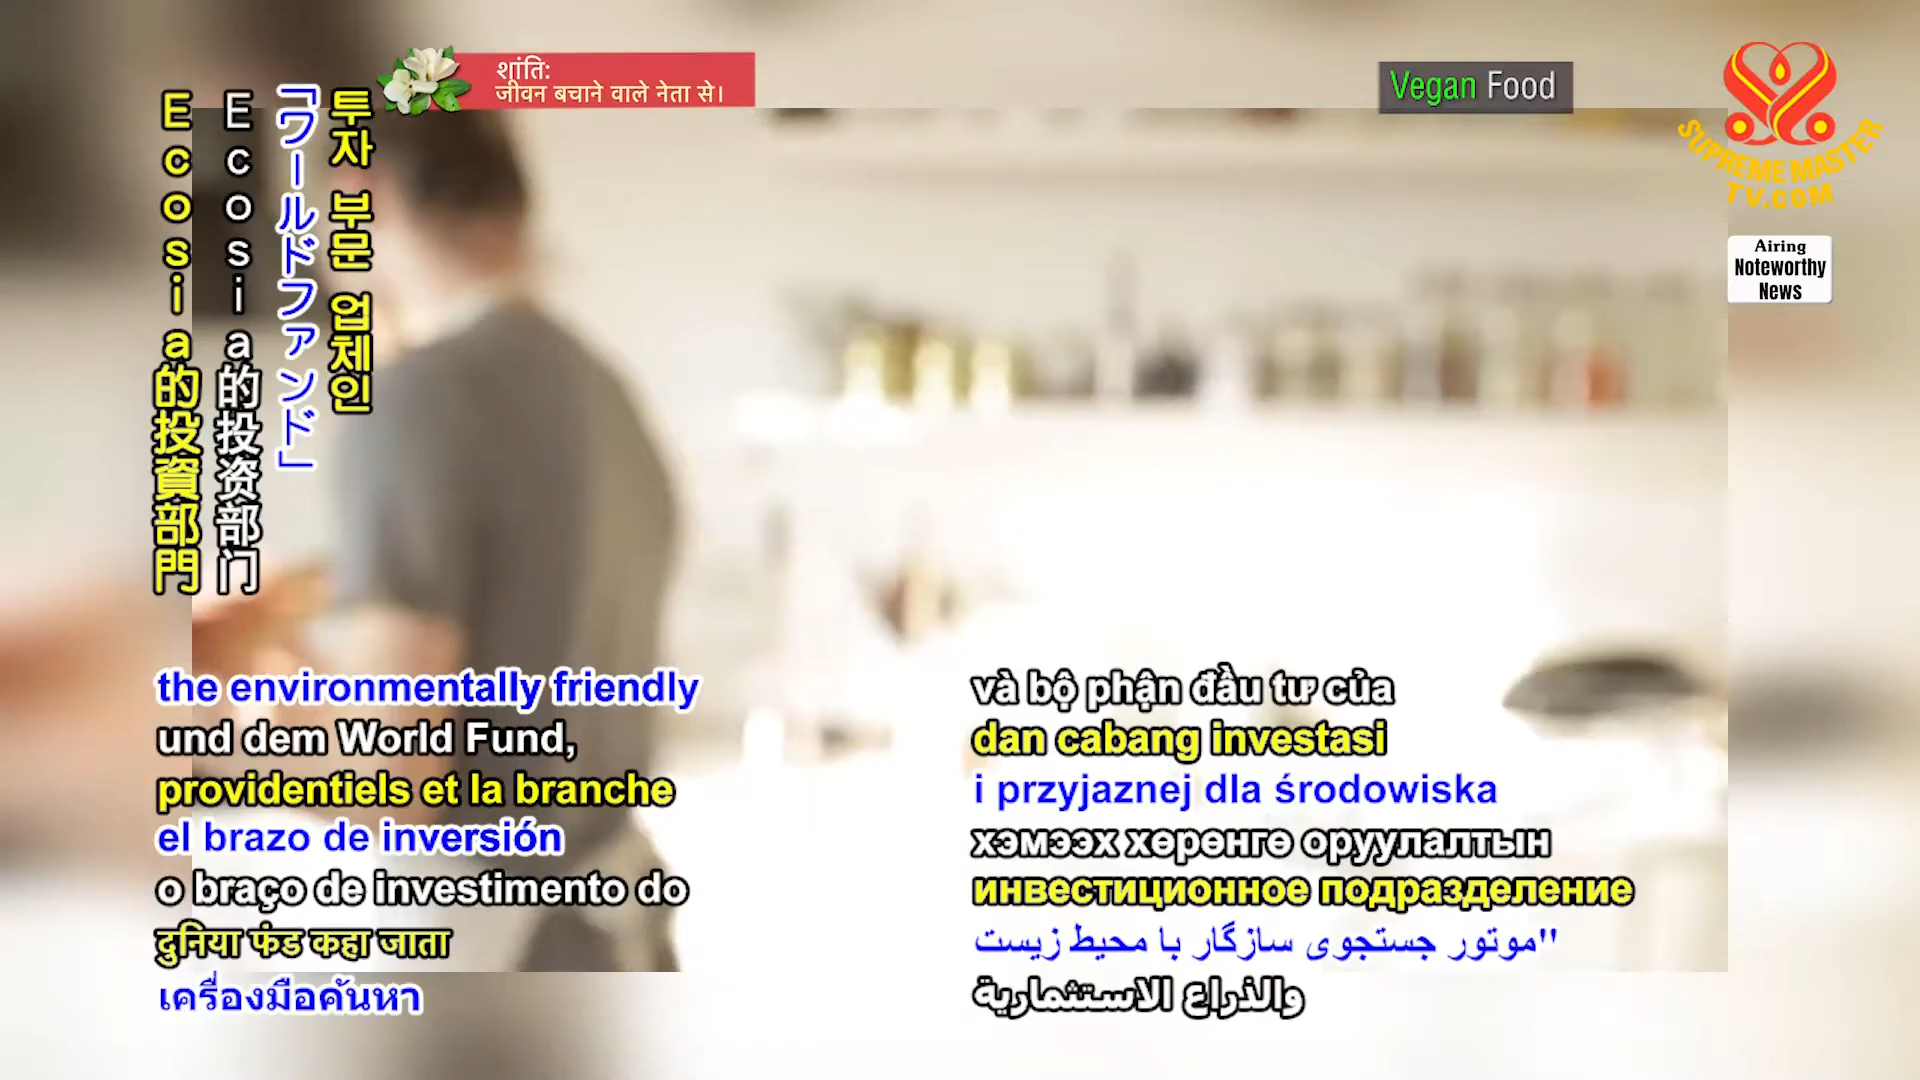 शांति:
जीवन बचाने वाले नेता से।
Vegan Food
SUPREME MASTER
TV.COM
Airing
Noteworthy
News
Ecosia的投資部門
Ecosia的投资部门
「ワールドファンド」
투자 부문 업체인
the environmentally friendly
und dem World Fund,
providentiels et la branche
el brazo de inversión
o braço de investimento do
दुनिया फंड कहा जाता
เครื่องมือค้นหา
và bộ phận đầu tư của
dan cabang investasi
i przyjaznej dla środowiska
хэмээх хөрөнгө оруулалтын
инвестиционное подразделение
"موتور جستجوی سازگار با محیط زیست
والذراع الاستثمارية